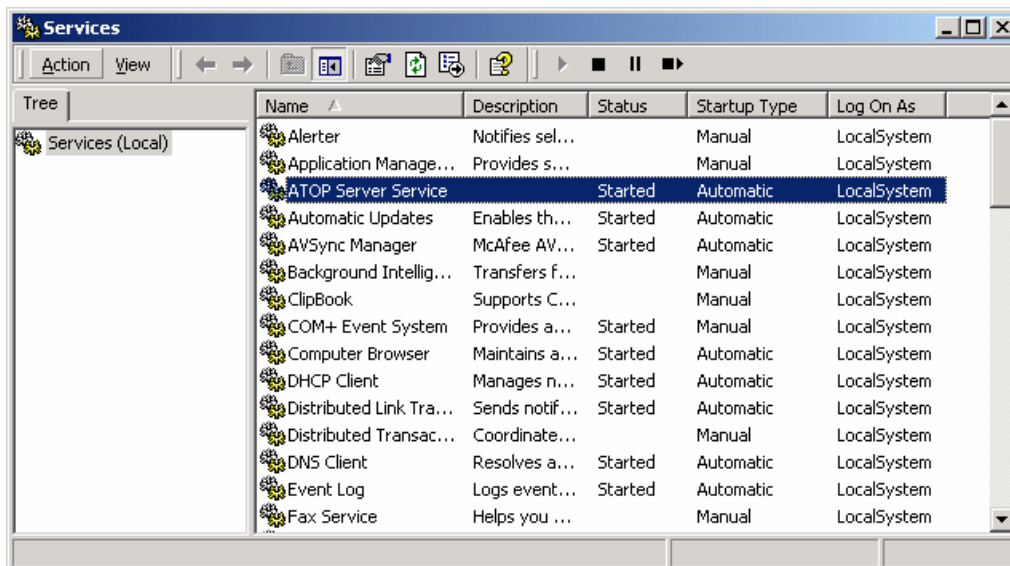 Services
Action View
Tree
Name Description Status Startup Type Log On As
Services (Local)
Alerter Notifies sel... Manual LocalSystem
Application Manage... Provides s... Manual LocalSystem
ATOP Server Service Started Automatic LocalSystem
Automatic Updates Enables th... Started Automatic LocalSystem
AVSync Manager McAfee AV... Started Automatic LocalSystem
Background Intellig... Transfers f... Manual LocalSystem
ClipBook Supports C... Manual LocalSystem
COM+ Event System Provides a... Started Manual LocalSystem
Computer Browser Maintains a... Started Automatic LocalSystem
DHCP Client Manages n... Started Automatic LocalSystem
Distributed Link Tra... Sends notif... Started Automatic LocalSystem
Distributed Transac... Coordinate... Manual LocalSystem
DNS Client Resolves a... Started Automatic LocalSystem
Event Log Logs event... Started Automatic LocalSystem
Fax Service Helps you ... Manual LocalSystem